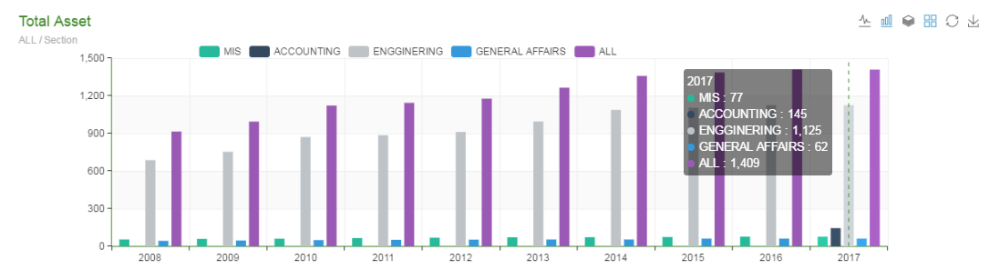 Total Asset
ALL / Section
MIS ACCOUNTING ENGGINERING GENERAL AFFAIRS ALL
1,500
1,200
900
600
300
0
2017
MIS : 77
ACCOUNTING : 145
ENGGINERING : 1,125
GENERAL AFFAIRS : 62
ALL : 1,409
2008 2009 2010 2011 2012 2013 2014 2015 2016 2017